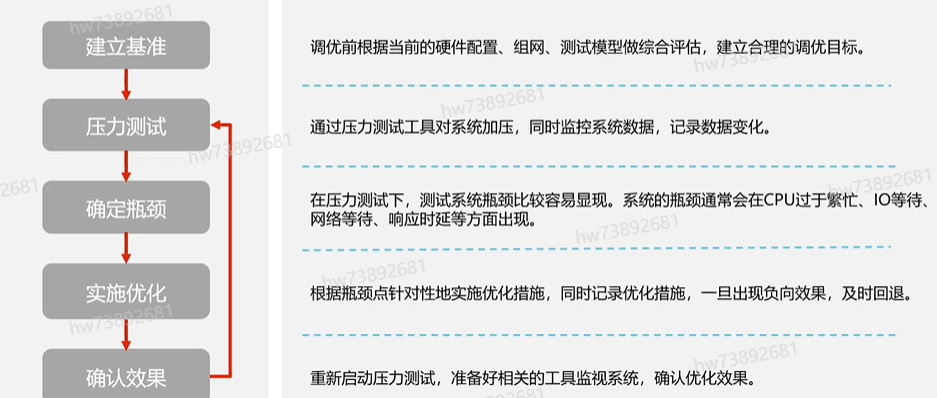 建立基准
调优前根据当前的硬件配置、组网、测试模型做综合评估，建立合理的调优目标。
压力测试
通过压力测试工具对系统加压，同时监控系统数据，记录数据变化。
确定瓶颈
在压力测试下，测试系统瓶颈比较容易显现。系统的瓶颈通常会在CPU过于繁忙、IO等待、
网络等待、响应时延等方面出现。
实施优化
根据瓶颈点针对性地实施优化措施，同时记录优化措施，一旦出现负向效果，及时回退。
确认效果
重新启动压力测试，准备好相关的工具监视系统，确认优化效果。
hw73892681
hw73892681
hw73892681
hw73892681
hw73892681
hw73892681
hw73892681
hw73892681
hw73892681